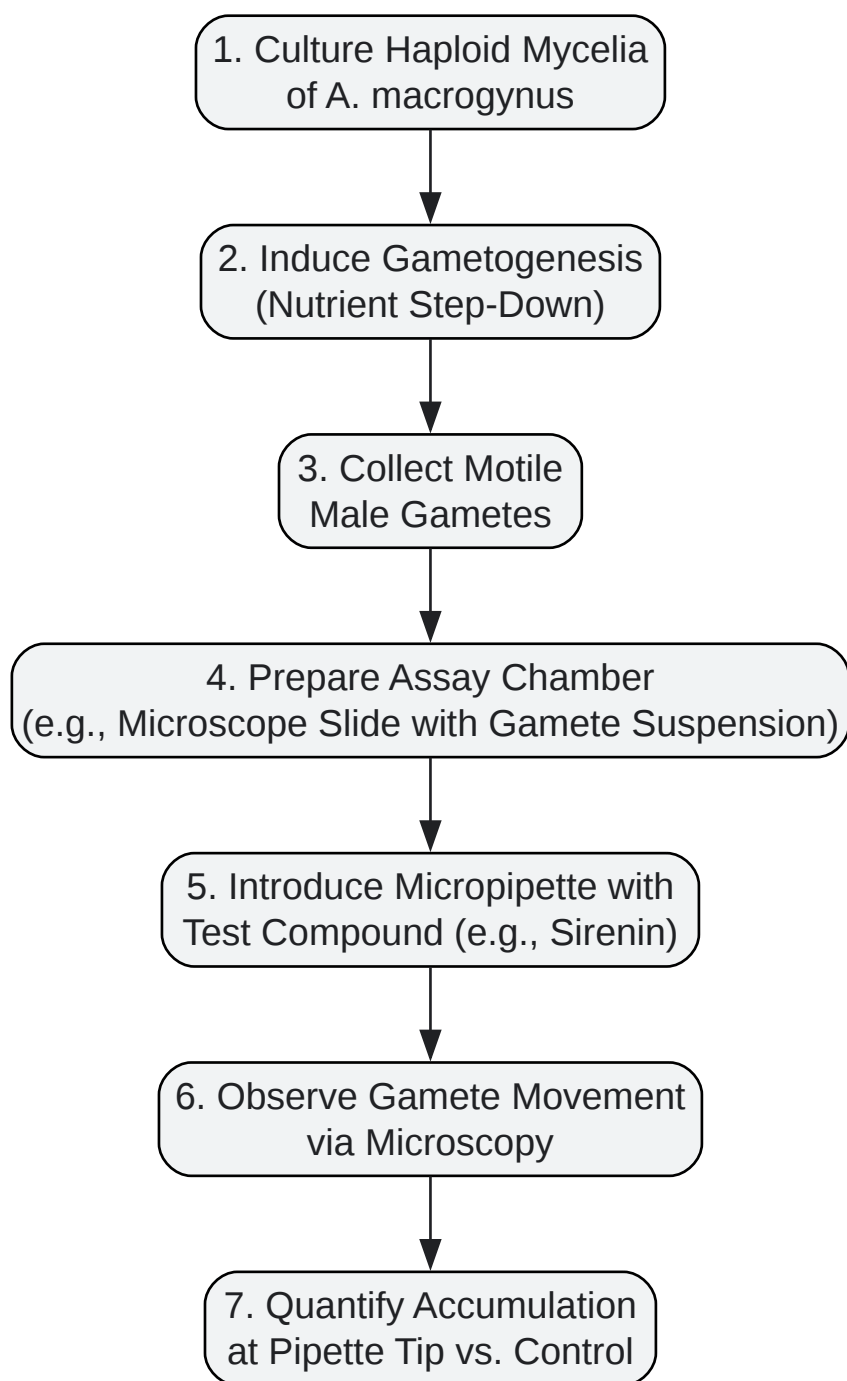 1. Culture Haploid Mycelia
of A. macrogynus
2. Induce Gametogenesis
(Nutrient Step-Down)
3. Collect Motile
Male Gametes
4. Prepare Assay Chamber
(e.g., Microscope Slide with Gamete Suspension)
5. Introduce Micropipette with
Test Compound (e.g., Sirenin)
6. Observe Gamete Movement
via Microscopy
7. Quantify Accumulation
at Pipette Tip vs. Control